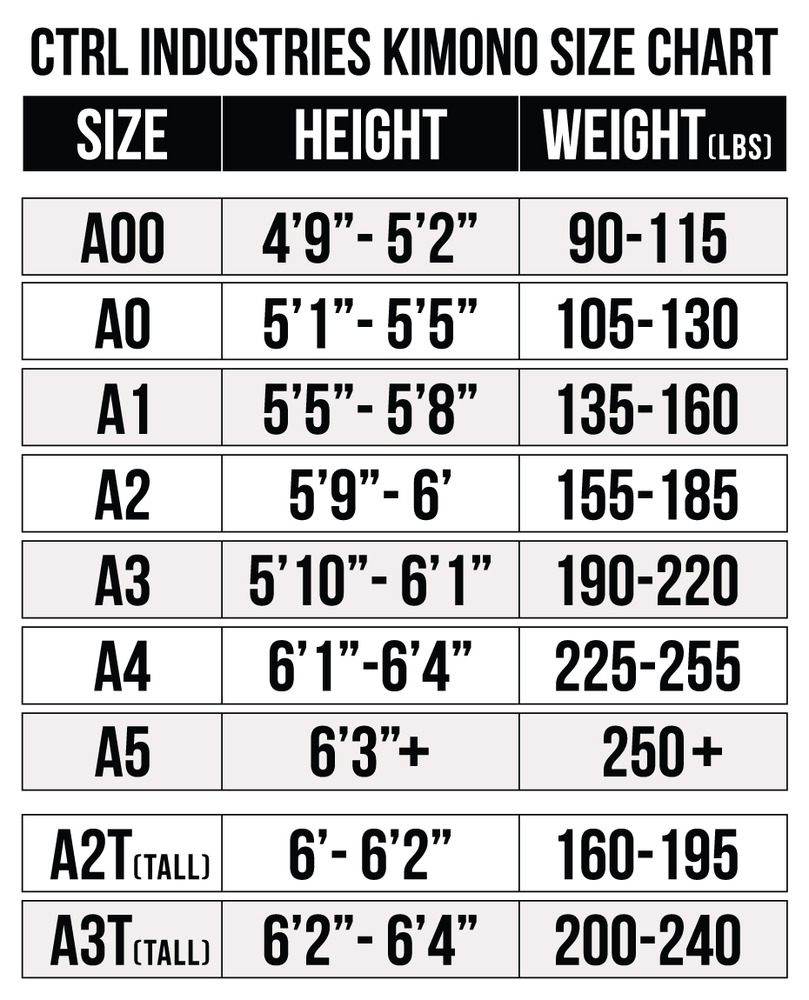 CTRL INDUSTRIES KIMONO SIZE CHART
SIZE HEIGHT WEIGHT(LBS)
A00 4’9”- 5’2” 90-115
A0 5’1”- 5’5” 105-130
A1 5’5”- 5’8” 135-160
A2 5’9”- 6’ 155-185
A3 5’10”- 6’1” 190-220
A4 6’1”-6’4” 225-255
A5 6’3”+ 250+
A2T(TALL) 6’- 6’2” 160-195
A3T(TALL) 6’2”- 6’4” 200-240